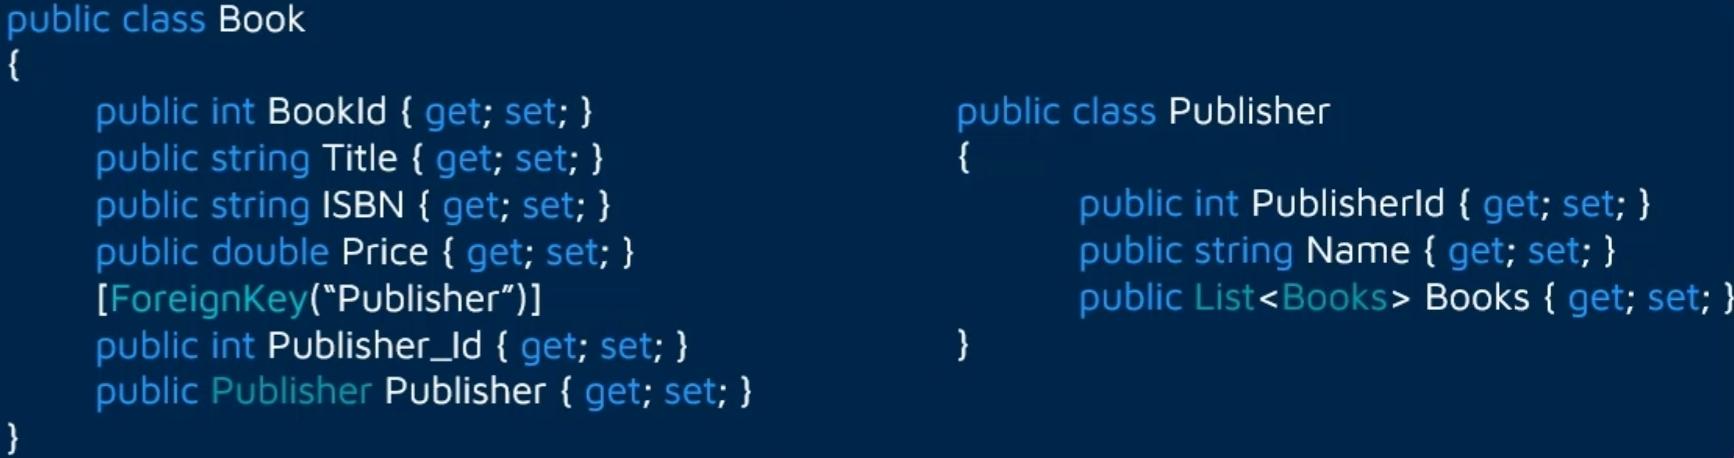 public class Book
{
public int BookId { get; set; }
public string Title { get; set; }
public string ISBN { get; set; }
public double Price { get; set; }
[ForeignKey(“Publisher”)]
public int Publisher_Id { get; set; }
public Publisher Publisher { get; set; }
}
public class Publisher
{
public int PublisherId { get; set; }
public string Name { get; set; }
public List<Books> Books { get; set; }
}